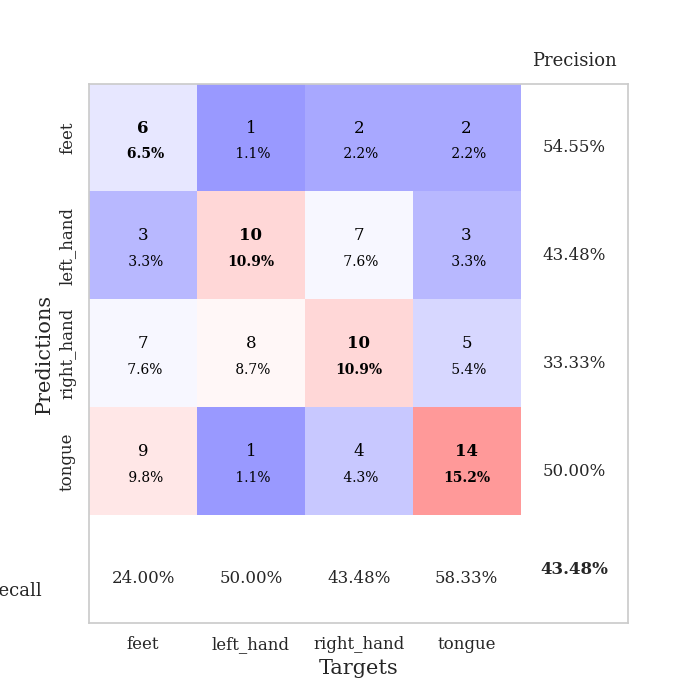 Precision
feet 6 1 2 2 54.55%
6.5% 1.1% 2.2% 2.2%
left_hand 3 10 7 3 43.48%
3.3% 10.9% 7.6% 3.3%
Predictions
right_hand 7 8 10 5 33.33%
7.6% 8.7% 10.9% 5.4%
tongue 9 1 4 14 50.00%
9.8% 1.1% 4.3% 15.2%
ecall 24.00% 50.00% 43.48% 58.33% 43.48%
feet left_hand right_hand tongue
Targets